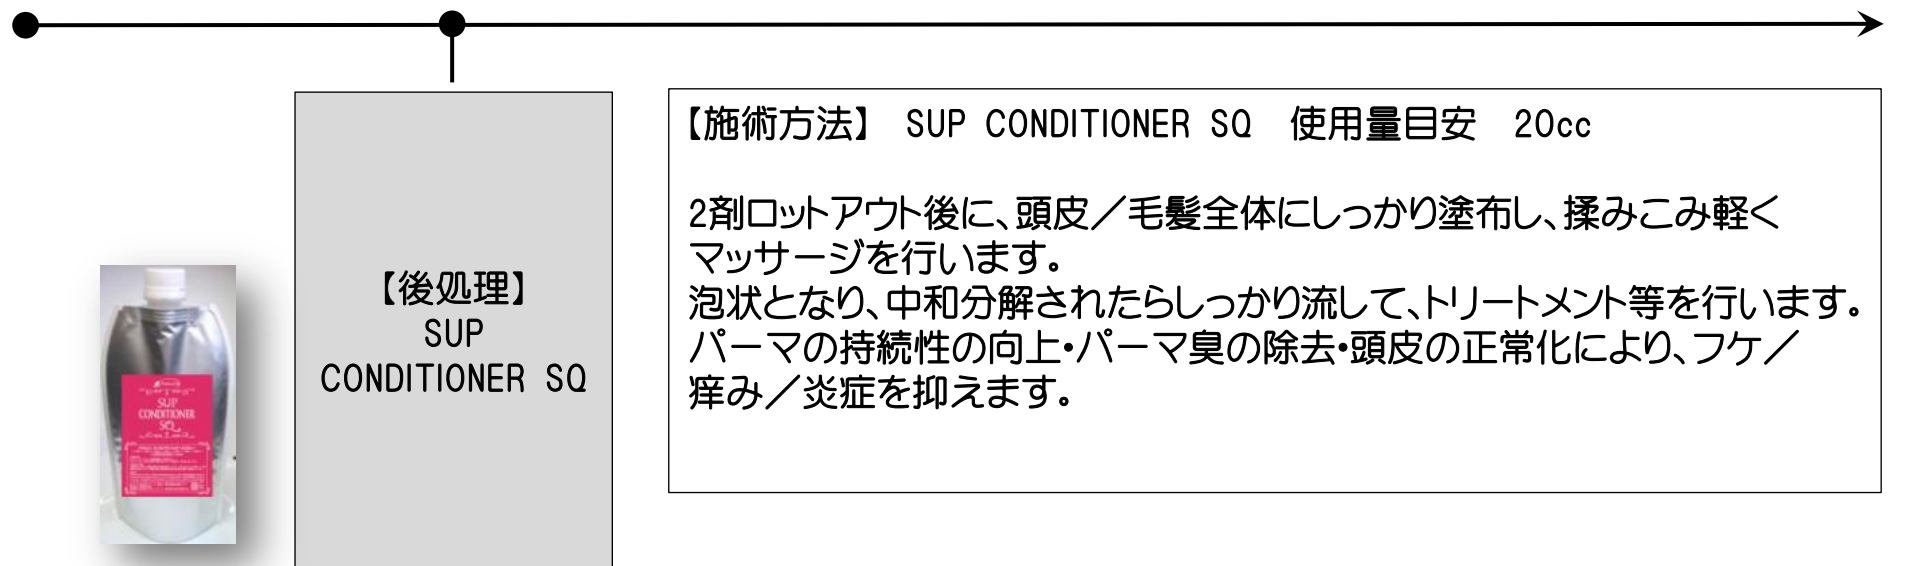 【後処理】
SUP
CONDITIONER SQ
【施術方法】 SUP CONDITIONER SQ 使用量目安 20cc
2剤ロットアウト後に、頭皮／毛髪全体にしっかり塗布し、揉みこみ軽く
マッサージを行います。
泡状となり、中和分解されたらしっかり流して、トリートメント等を行います。
パーマの持続性の向上・パーマ臭の除去・頭皮の正常化により、フケ／
痒み／炎症を抑えます。
SUP
CONDITIONER
SQ